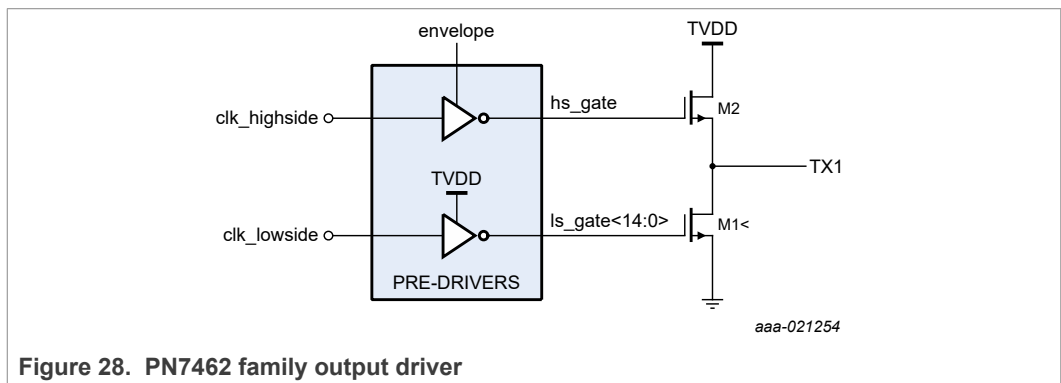 envelope
TVDD
clk_highside
hs_gate
M2
TX1
TVDD
clk_lowside
ls_gate<14:0>
M1<
PRE-DRIVERS
aaa-021254
Figure 28. PN7462 family output driver